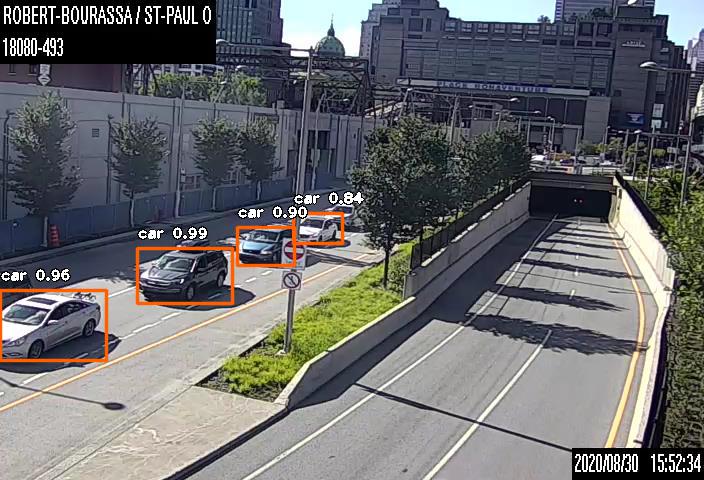 ROBERT-BOURASSA / ST-PAUL O
18080-493
PLACE BONAVENTURE
car 0.84
car 0.90
car 0.99
car 0.96
2020/08/30 15:52:34